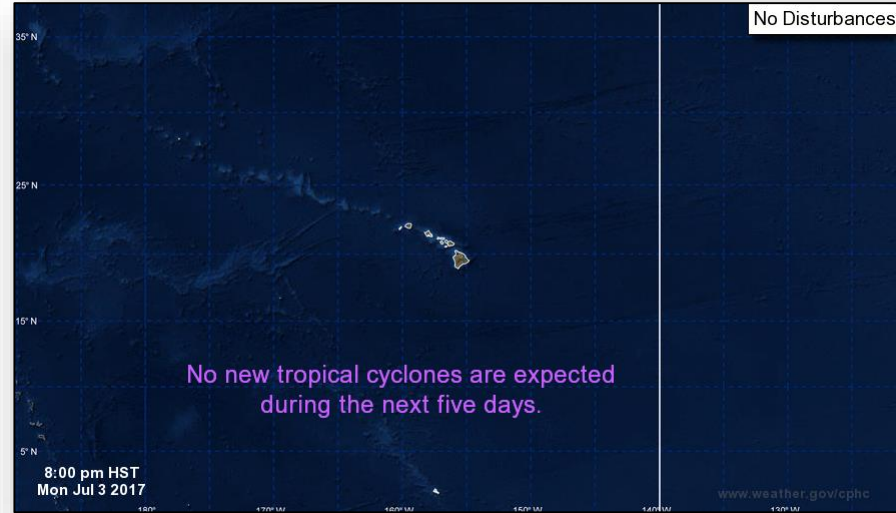 No Disturbances
35° N
25° N
15° N
No new tropical cyclones are expected
during the next five days.
5° N
8:00 pm HST
Mon Jul 3 2017
www.weather.gov/cphc
180°
170° W
160° W
150° W
140° W
130° W